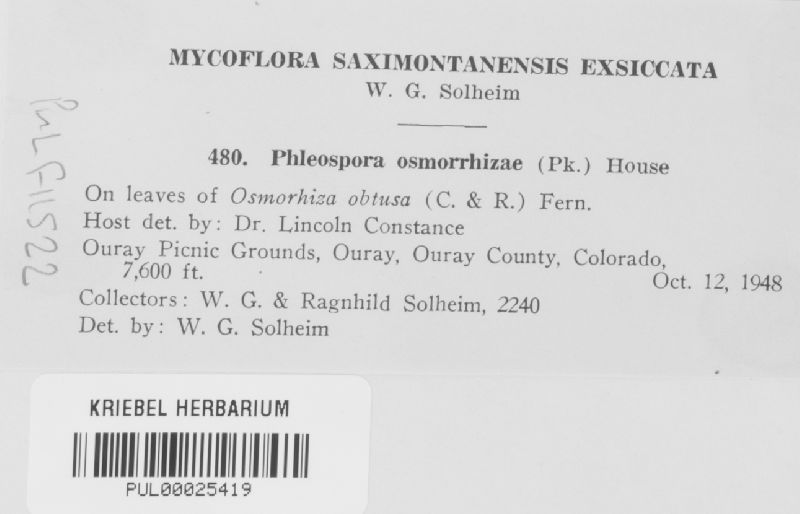 MYCOFLORA SAXIMONTANENSIS EXSICCATA
W. G. Solheim
480. Phleospora osmorrhizae (Pk.) House
On leaves of Osmorhiza obtusa (C. & R.) Fern.
Host det. by: Dr. Lincoln Constance
Ouray Picnic Grounds, Ouray, Ouray County, Colorado,
7,600 ft.
Oct. 12, 1948
Collectors: W. G. & Ragnhild Solheim, 2240
Det. by: W. G. Solheim
PUL F11522
KRIEBEL HERBARIUM
PUL00025419